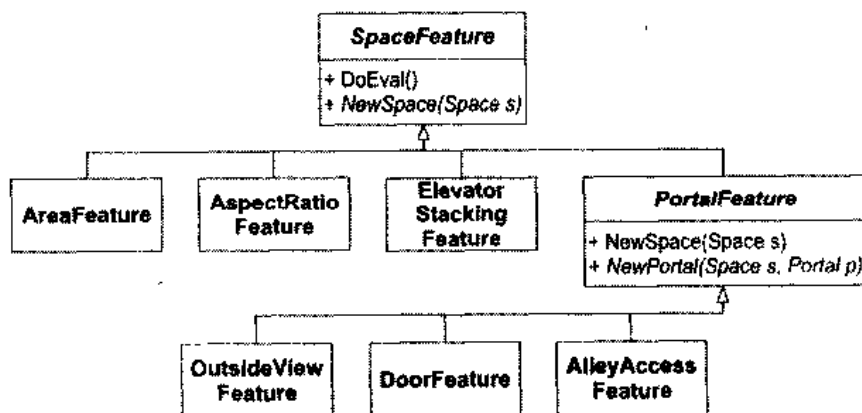 SpaceFeature
+ DoEval()
+ NewSpace(Space s)
AreaFeature
AspectRatio
Feature
Elevator
Stacking
Feature
PortalFeature
+ NewSpace(Space s)
+ NewPortal(Space s, Portal p)
OutsideView
Feature
DoorFeature
AlleyAccess
Feature